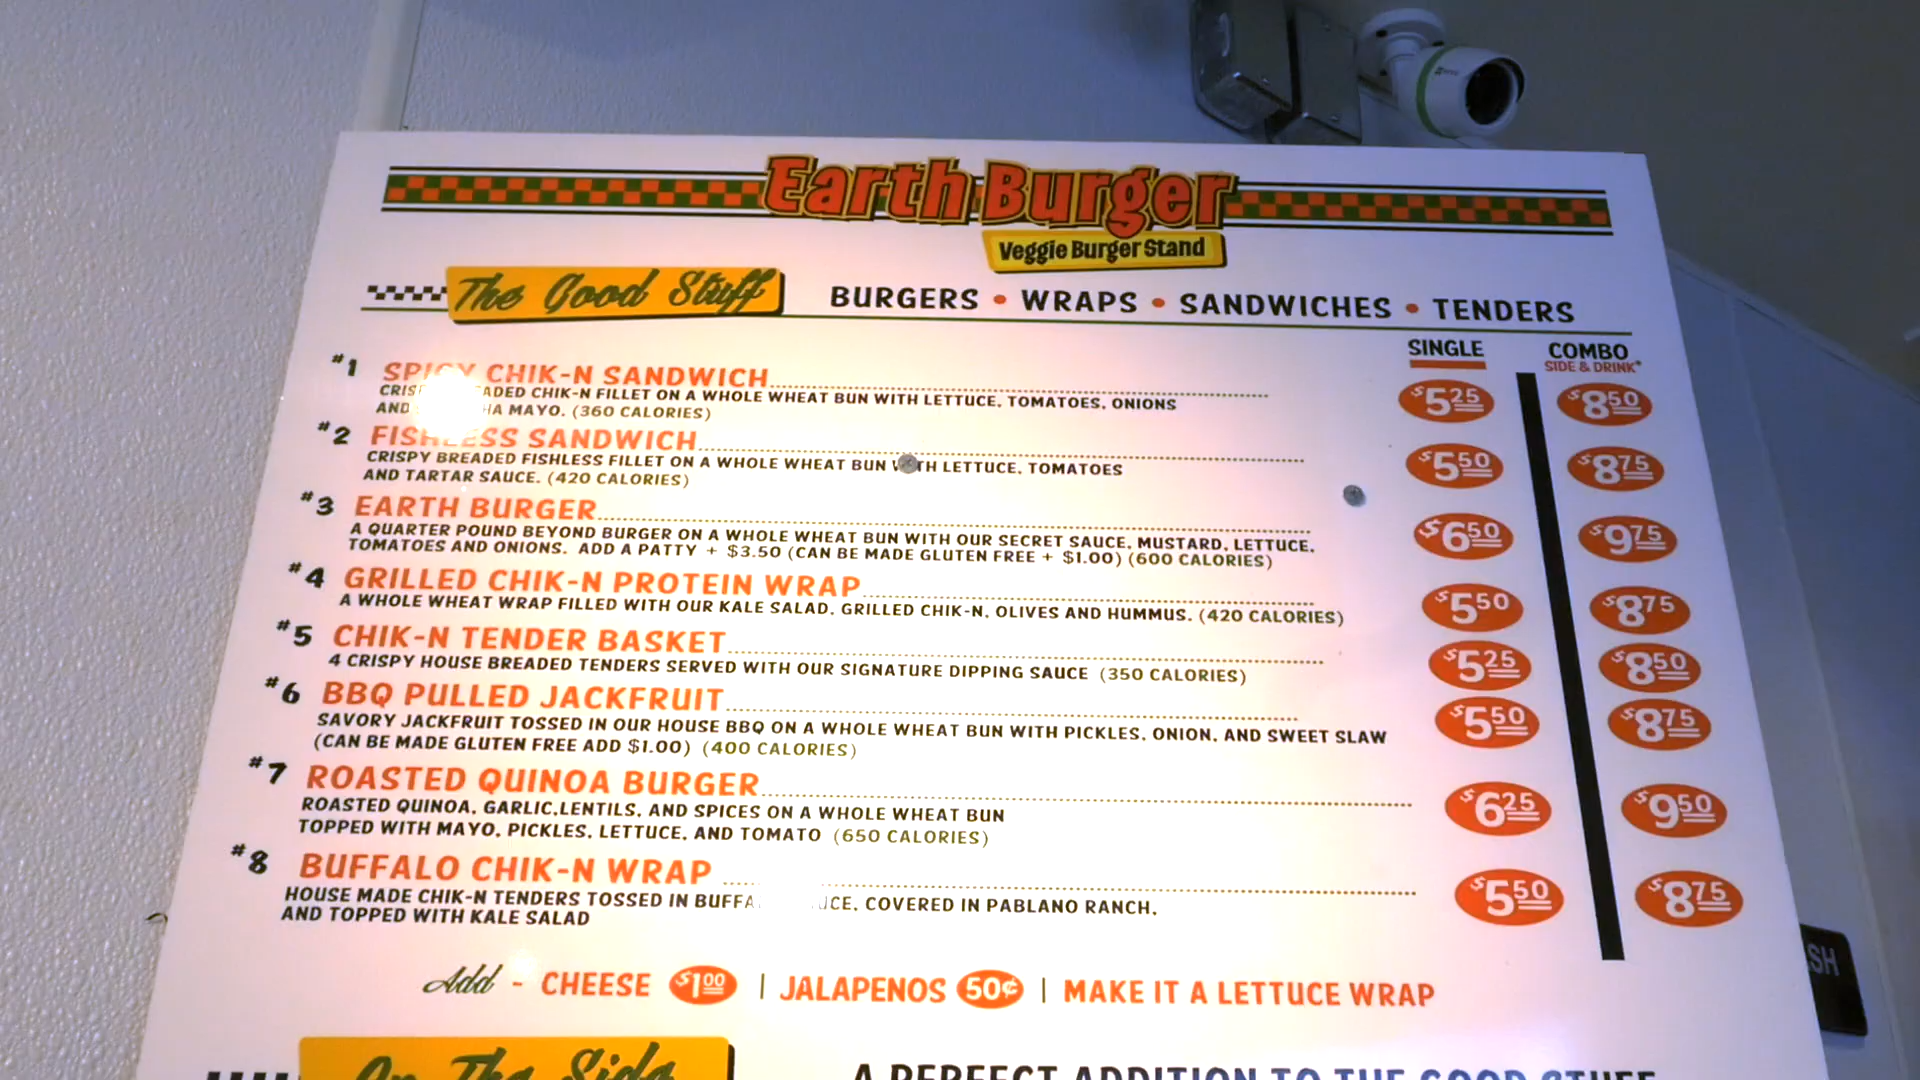 Earth Burger
Veggie Burger Stand
The Good Stuff BURGERS • WRAPS • SANDWICHES • TENDERS
SINGLE COMBO
SIDE & DRINK*
#1 SPICY CHIK-N SANDWICH $5.25 $8.50
ADED CHIK-N FILLET ON A WHOLE WHEAT BUN WITH LETTUCE, TOMATOES, ONIONS
AND HA MAYO. (360 CALORIES)
#2 FISHLESS SANDWICH $5.50 $8.75
CRISPY BREADED FISHLESS FILLET ON A WHOLE WHEAT BUN WITH LETTUCE, TOMATOES
AND TARTAR SAUCE. (420 CALORIES)
#3 EARTH BURGER $6.50 $9.75
A QUARTER POUND BEYOND BURGER ON A WHOLE WHEAT BUN WITH OUR SECRET SAUCE, MUSTARD, LETTUCE,
TOMATOES AND ONIONS. ADD A PATTY + $3.50 (CAN BE MADE GLUTEN FREE + $1.00) (600 CALORIES)
#4 GRILLED CHIK-N PROTEIN WRAP $5.50 $8.75
A WHOLE WHEAT WRAP FILLED WITH OUR KALE SALAD, GRILLED CHIK-N, OLIVES AND HUMMUS. (420 CALORIES)
#5 CHIK-N TENDER BASKET $5.25 $8.50
4 CRISPY HOUSE BREADED TENDERS SERVED WITH OUR SIGNATURE DIPPING SAUCE (350 CALORIES)
#6 BBQ PULLED JACKFRUIT $5.50 $8.75
SAVORY JACKFRUIT TOSSED IN OUR HOUSE BBQ ON A WHOLE WHEAT BUN WITH PICKLES, ONION, AND SWEET SLAW
(CAN BE MADE GLUTEN FREE ADD $1.00) (400 CALORIES)
#7 ROASTED QUINOA BURGER $6.25 $9.50
ROASTED QUINOA, GARLIC,LENTILS, AND SPICES ON A WHOLE WHEAT BUN
TOPPED WITH MAYO, PICKLES, LETTUCE, AND TOMATO (650 CALORIES)
#8 BUFFALO CHIK-N WRAP $5.50 $8.75
HOUSE MADE CHIK-N TENDERS TOSSED IN BUFFA UCE, COVERED IN PABLANO RANCH,
AND TOPPED WITH KALE SALAD
Add - CHEESE $1.00 | JALAPENOS 50¢ | MAKE IT A LETTUCE WRAP
On The Side A PERFECT ADDITION TO THE GOOD STUFF
SH